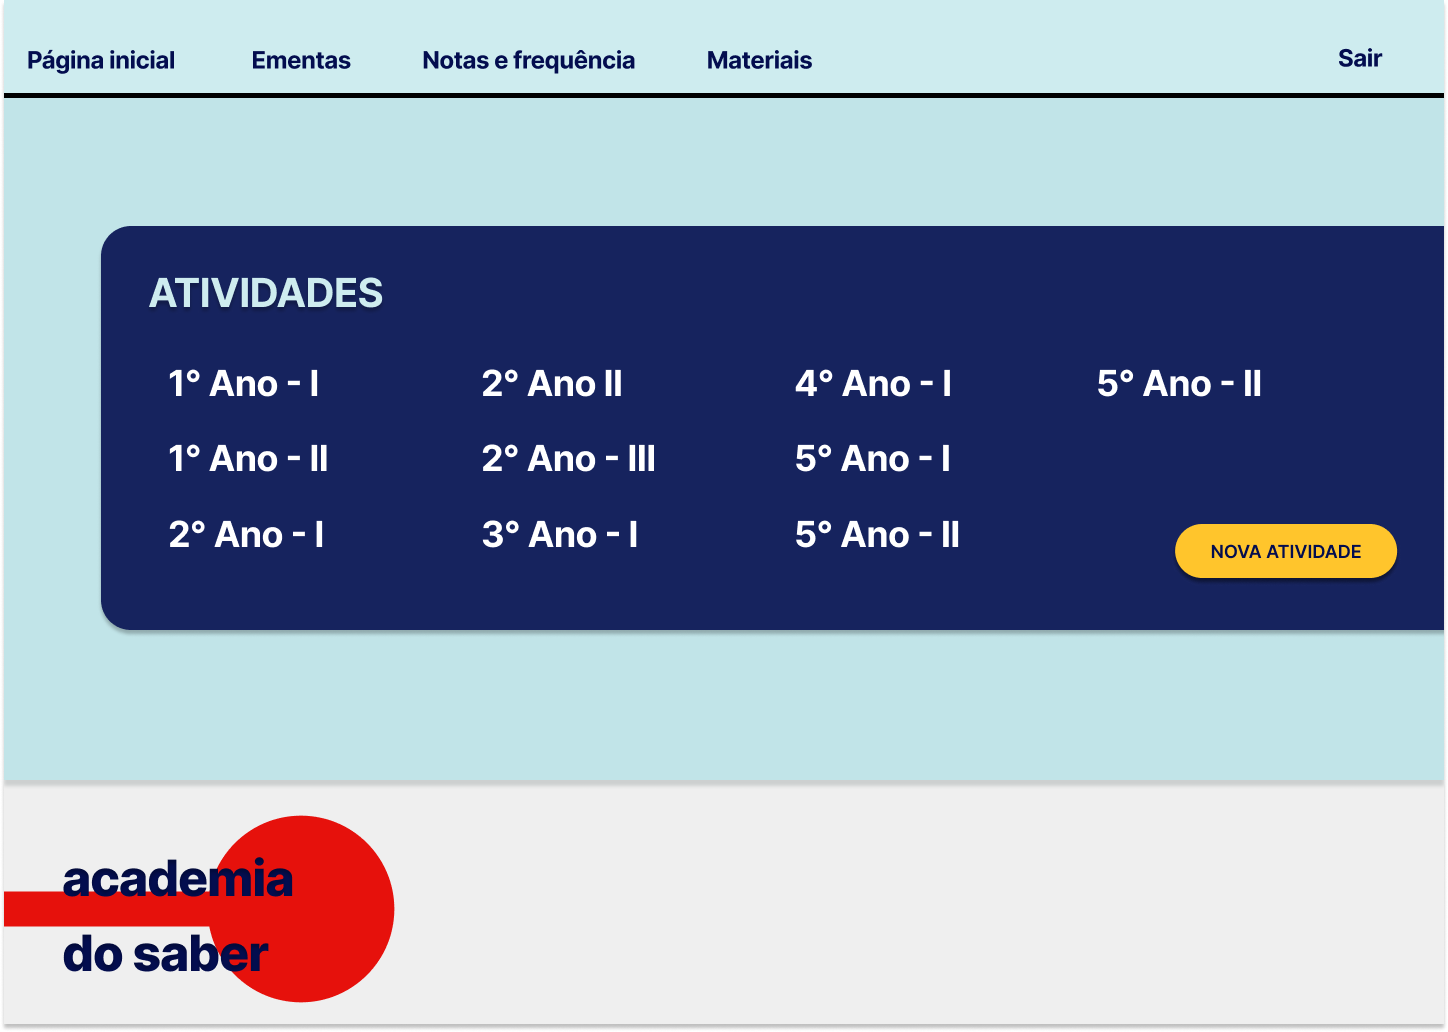 Página inicial
Ementas
Notas e frequência
Materiais
Sair
ATIVIDADES
1° Ano - I
2° Ano II
4° Ano - I
5° Ano - II
1° Ano - II
2° Ano - III
5° Ano - I
2° Ano - I
3° Ano - I
5° Ano - II
NOVA ATIVIDADE
academia
do saber